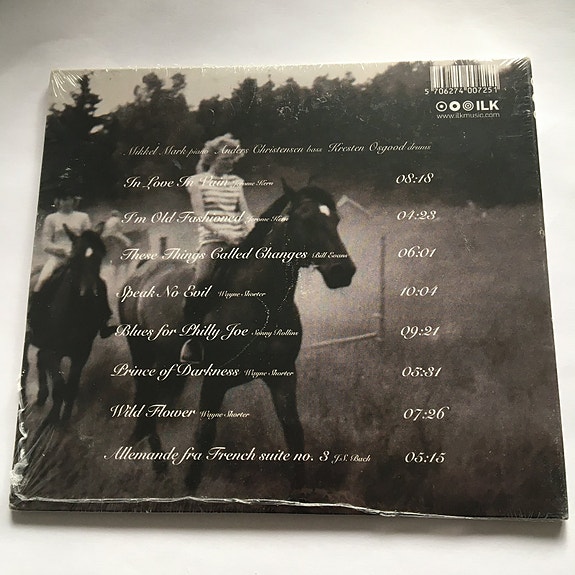 5 706274 007251
ILK
www.ilkmusic.com
Mikkel Mark piano Anders Christensen bass Kresten Osgood drums
In Love In Vain Jerome Kern 08:18
I'm Old Fashioned Jerome Kern 04:23
These Things Called Changes Bill Evans 06:01
Speak No Evil Wayne Shorter 10:04
Blues for Philly Joe Sonny Rollins 09:21
Prince of Darkness Wayne Shorter 05:31
Wild Flower Wayne Shorter 07:26
Allemande fra French suite no. 3 J.S. Bach 05:15